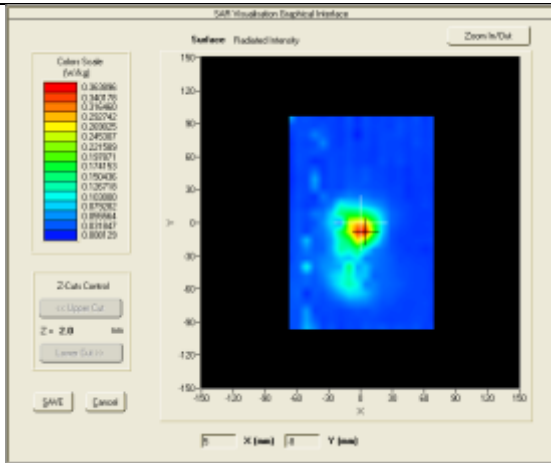 SAR Visualisation Graphical Interface
Surface Radiated Intensity
Zoom In/Out
Colors Scale
(W/Kg)
0.363896
0.340178
0.316460
0.292742
0.269025
0.245307
0.221589
0.197871
0.174153
0.150436
0.126718
0.103000
0.079282
0.055564
0.031847
0.008129
Z-Cuts Control
<< Upper Cut
Z = 2.0 mm
Lower Cut >>
SAVE Cancel
150
120
90
60
30
0
-30
-60
-90
-120
-150
Y
-150 -120 -90 -60 -30 0 30 60 90 120 150
X
X (mm) Y (mm)